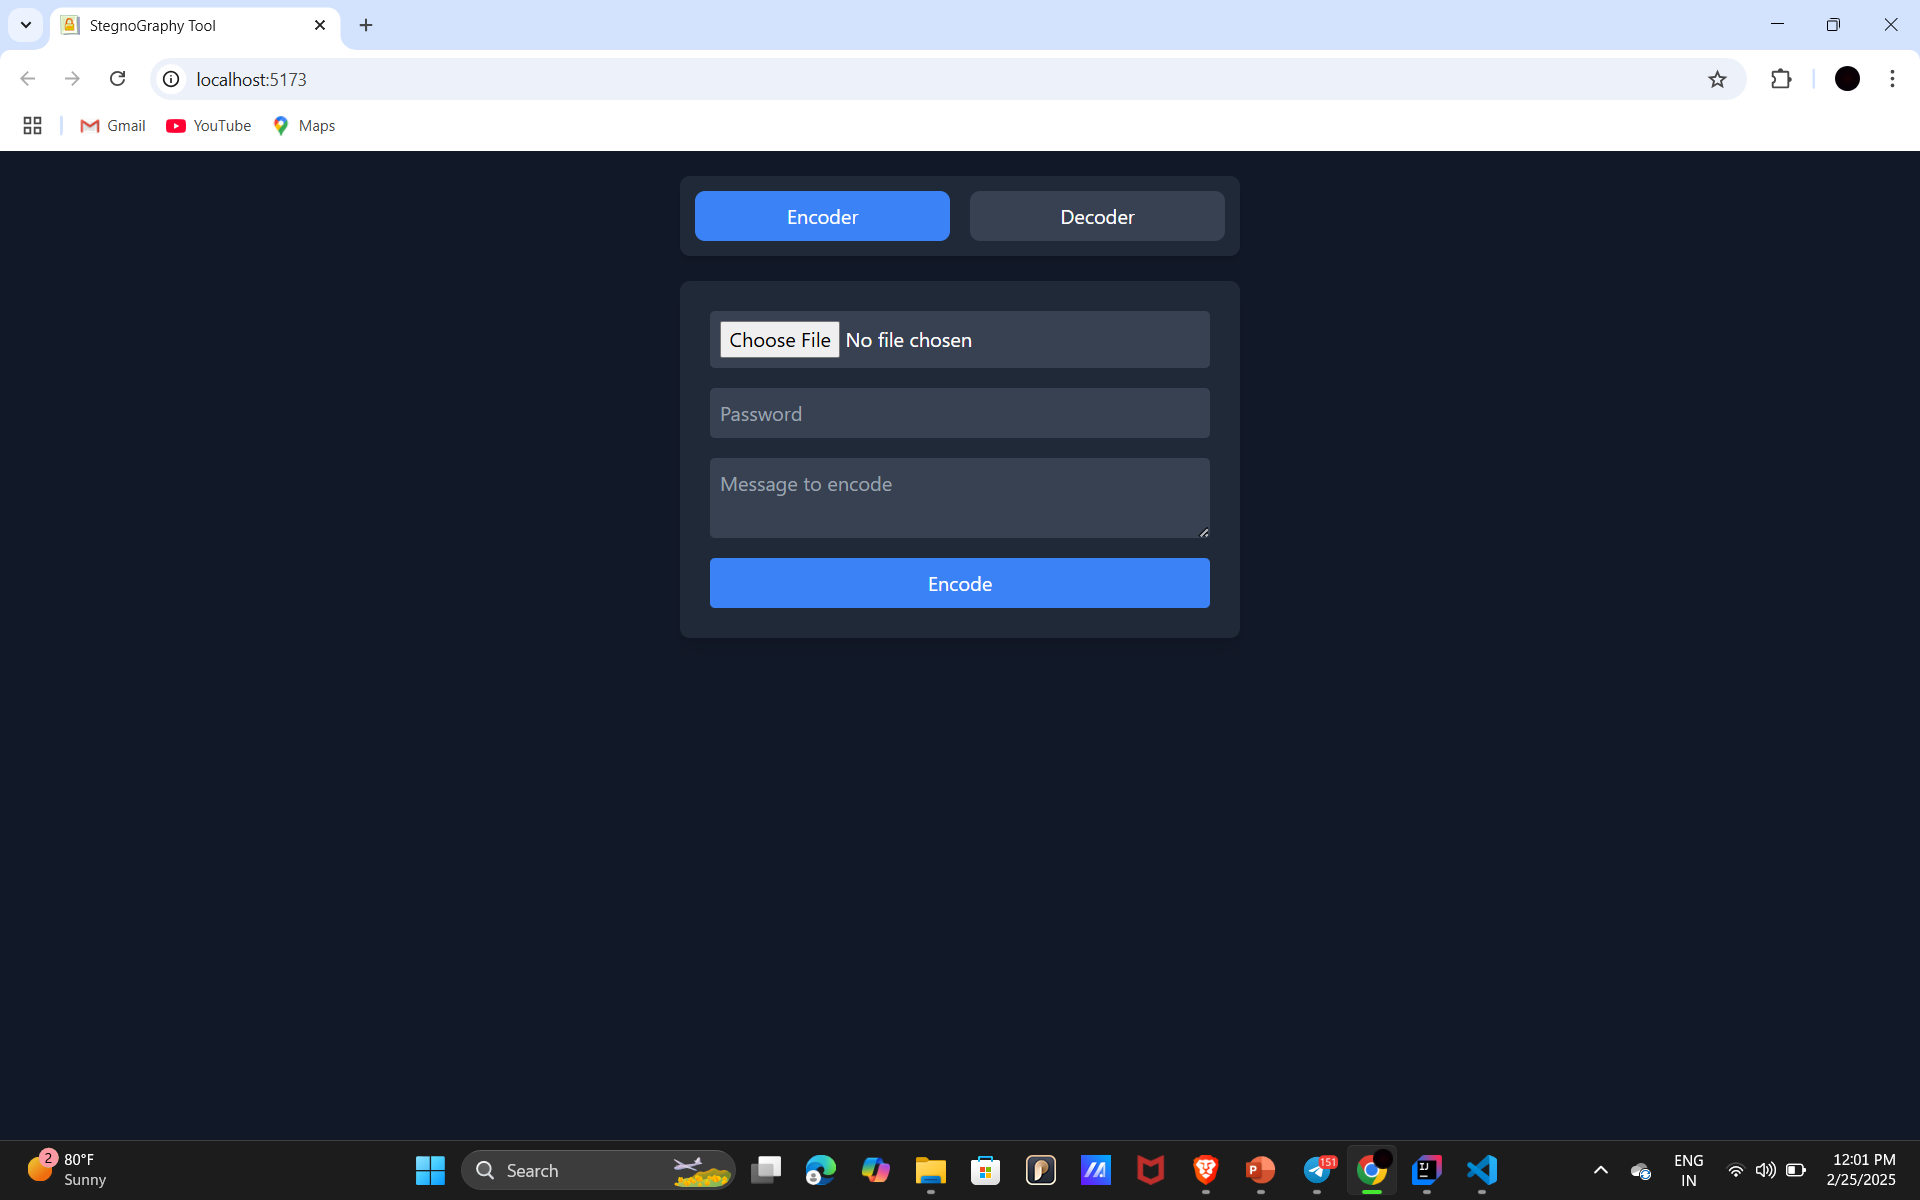 StegnoGraphy Tool
localhost:5173
Gmail YouTube Maps
Encoder Decoder
Choose File No file chosen
Password
Message to encode
Encode
2
80°F
Sunny
Search
P
151
IJ
ENG
IN
12:01 PM
2/25/2025